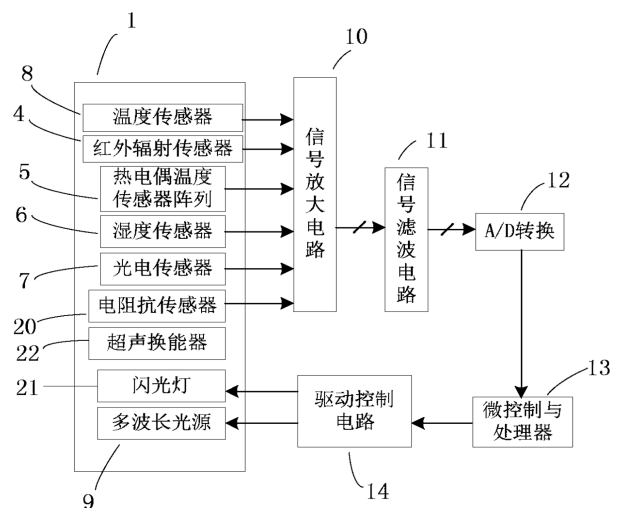 1
8
温度传感器
4
红外辐射传感器
5
热电偶温度
传感器阵列
6
湿度传感器
7
光电传感器
20
电阻抗传感器
22
超声换能器
21
闪光灯
多波长光源
9
10
信号放大电路
11
信号滤波电路
12
A/D转换
13
微控制与
处理器
驱动控制
电路
14